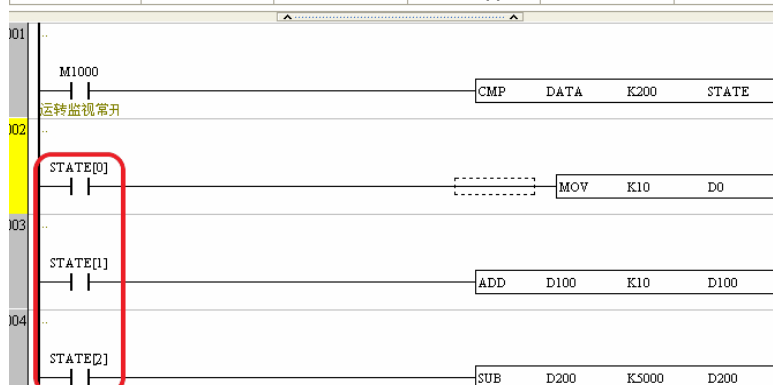 001
..
M1000
CMP DATA K200 STATE
运转监视常开
002
..
STATE[0]
MOV K10 D0
003
..
STATE[1]
ADD D100 K10 D100
004
..
STATE[2]
SUB D200 K5000 D200